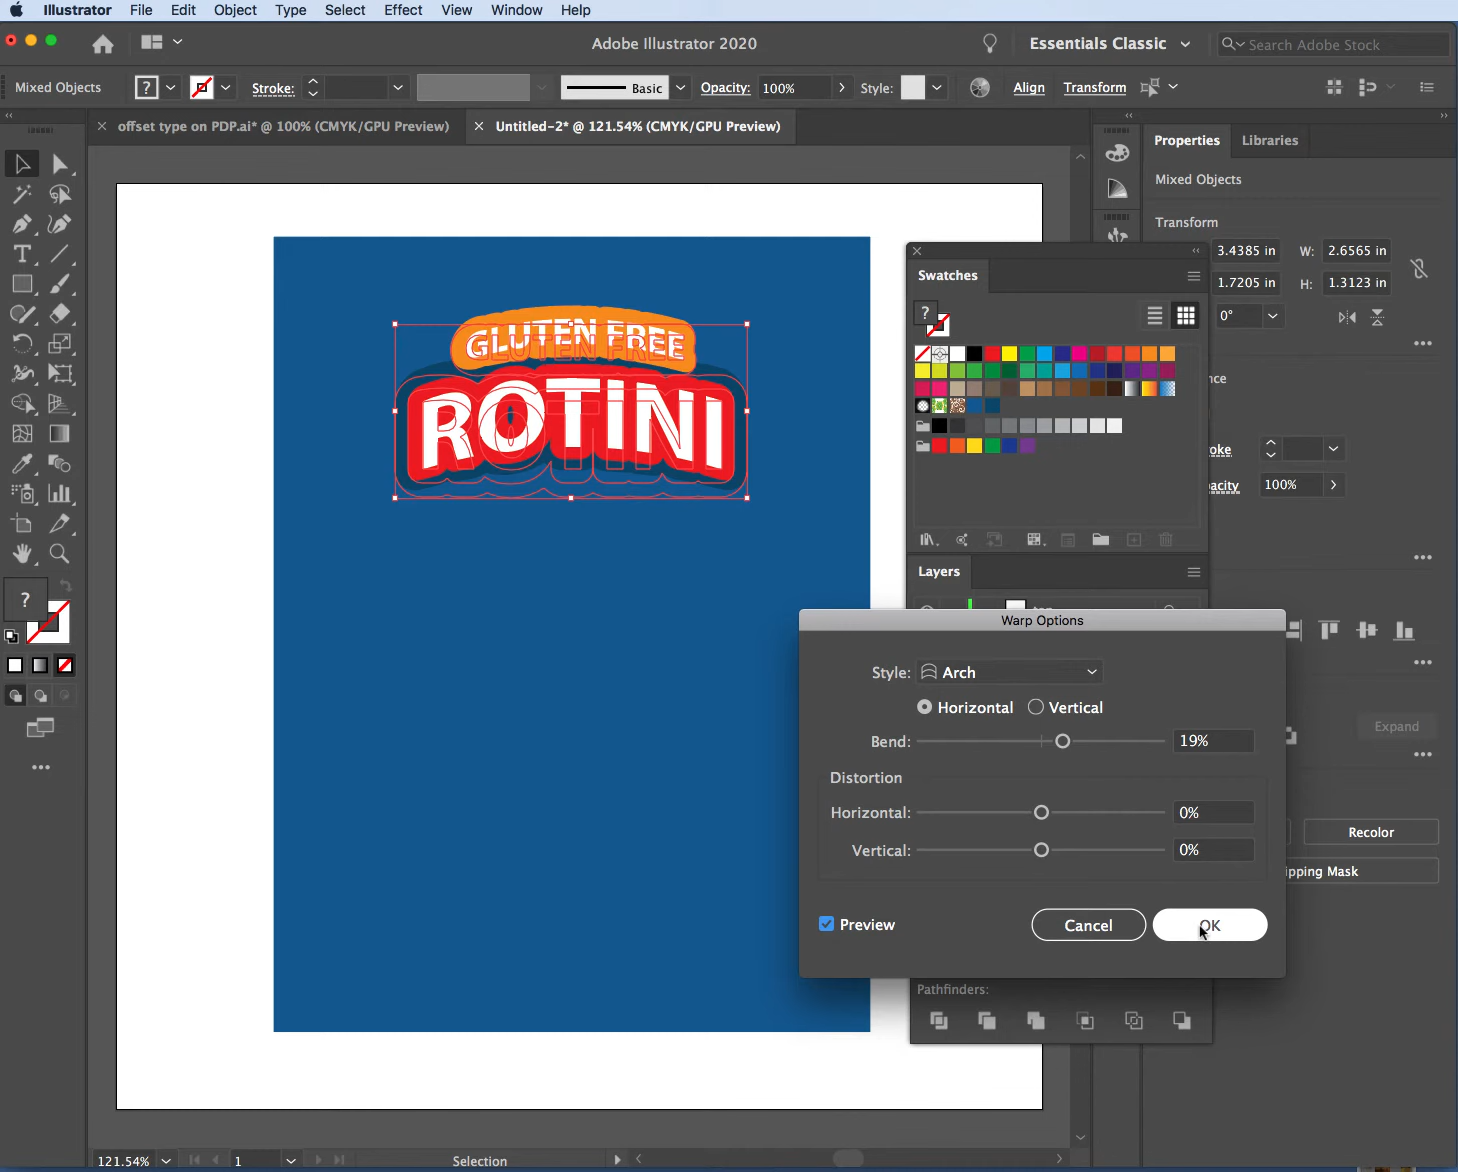 Illustrator File Edit Object Type Select Effect View Window Help
Adobe Illustrator 2020
Essentials Classic
Search Adobe Stock
Mixed Objects
?
Stroke:
Basic
Opacity: 100%
Style:
Align
Transform
offset type on PDP.ai* @ 100% (CMYK/GPU Preview)
Untitled-2* @ 121.54% (CMYK/GPU Preview)
Properties
Libraries
Mixed Objects
Transform
3.4385 in
W: 2.6565 in
1.7205 in
H: 1.3123 in
0°
nce
oke
acity
100%
Expand
Recolor
ipping Mask
GLUTEN FREE
ROTINI
Swatches
?
Layers
Warp Options
Style: Arch
Horizontal
Vertical
Bend: 19%
Distortion
Horizontal: 0%
Vertical: 0%
Preview
Cancel
OK
Pathfinders:
?
121.54%
1
Selection